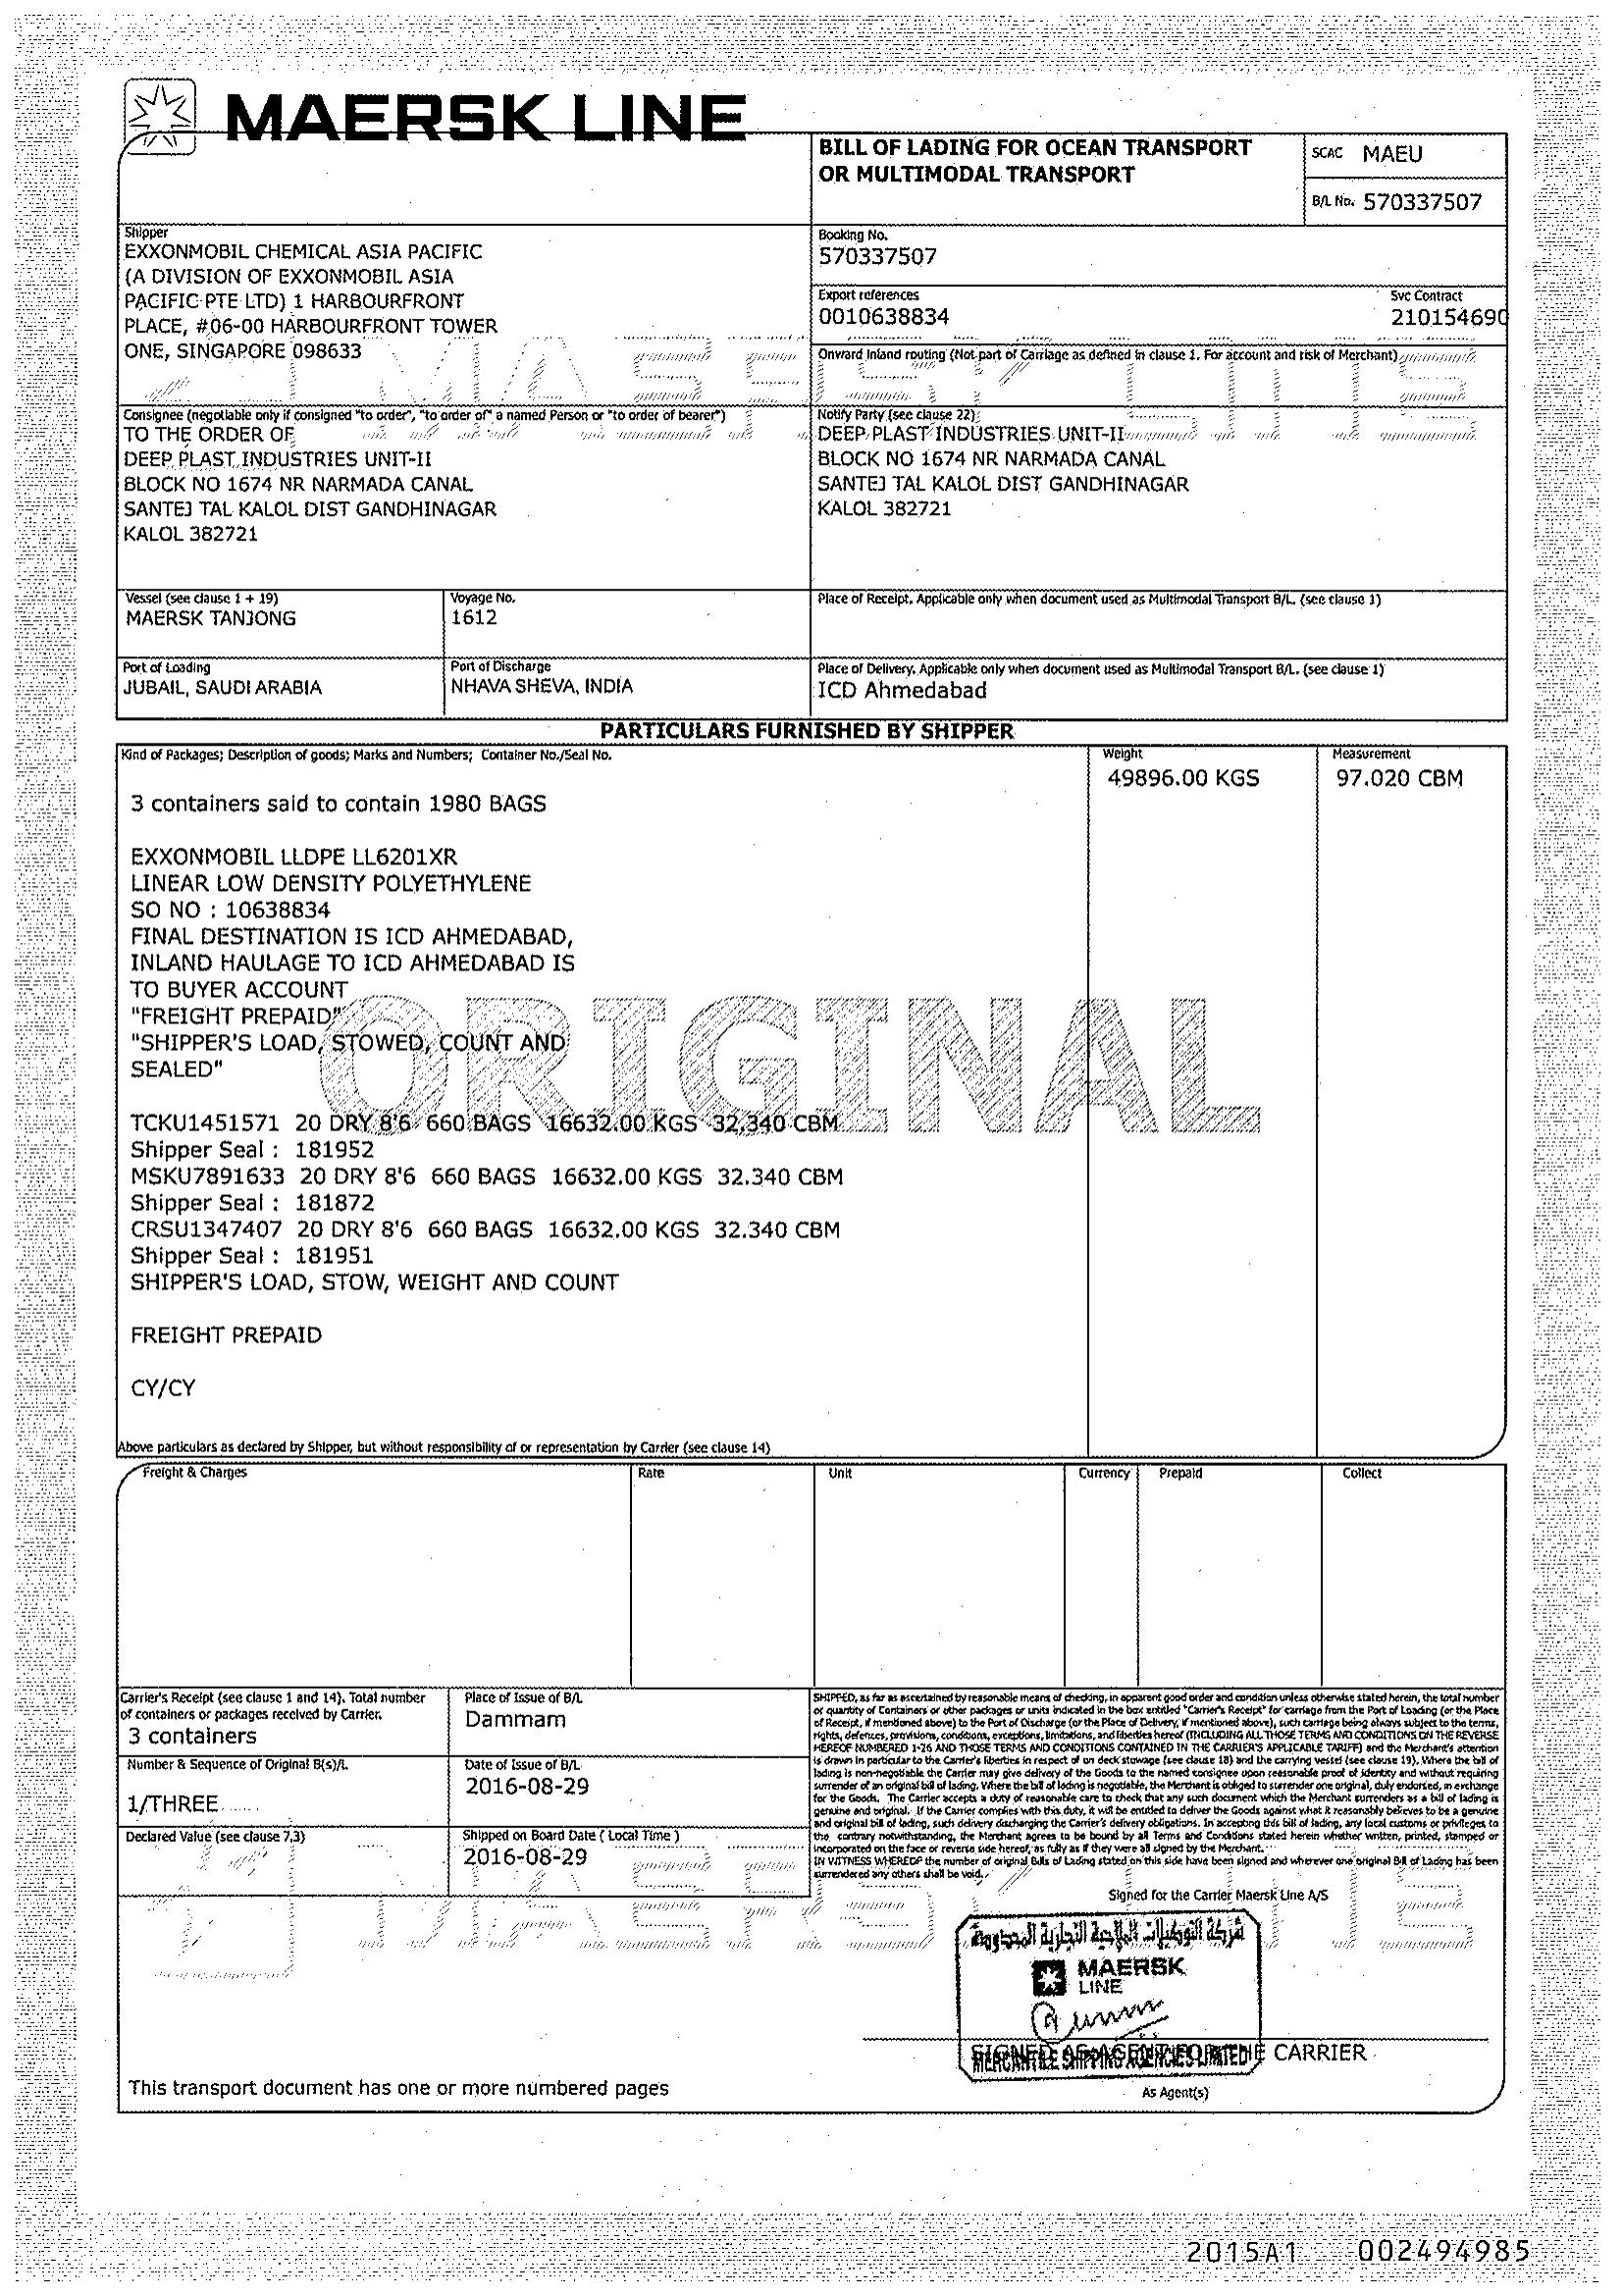 MAERSK LINE
BILL OF LADING FOR OCEAN TRANSPORT
OR MULTIMODAL TRANSPORT
SCAC MAEU
B/L No. 570337507
Shipper
EXXONMOBIL CHEMICAL ASIA PACIFIC
(A DIVISION OF EXXONMOBIL ASIA
PACIFIC PTE LTD) 1 HARBOURFRONT
PLACE, #06-00 HARBOURFRONT TOWER
ONE, SINGAPORE 098633
Booking No.
570337507
Export references
0010638834
Svc Contract
210154690
Onward inland routing (Not part of Carriage as defined in clause 1. For account and risk of Merchant)
Consignee (negotiable only if consigned "to order", "to order of" a named Person or "to order of bearer")
TO THE ORDER OF
DEEP PLAST INDUSTRIES UNIT-II
BLOCK NO 1674 NR NARMADA CANAL
SANTEJ TAL KALOL DIST GANDHINAGAR
KALOL 382721
Notify Party (see clause 22)
DEEP PLAST INDUSTRIES UNIT-II
BLOCK NO 1674 NR NARMADA CANAL
SANTEJ TAL KALOL DIST GANDHINAGAR
KALOL 382721
Vessel (see clause 1 + 19)
MAERSK TANJONG
Voyage No.
1612
Place of Receipt. Applicable only when document used as Multimodal Transport B/L. (see clause 1)
Port of Loading
JUBAIL, SAUDI ARABIA
Port of Discharge
NHAVA SHEVA, INDIA
Place of Delivery. Applicable only when document used as Multimodal Transport B/L. (see clause 1)
ICD Ahmedabad
PARTICULARS FURNISHED BY SHIPPER
Kind of Packages; Description of goods; Marks and Numbers; Container No./Seal No.
Weight
49896.00 KGS
Measurement
97.020 CBM
3 containers said to contain 1980 BAGS
EXXONMOBIL LLDPE LL6201XR
LINEAR LOW DENSITY POLYETHYLENE
SO NO : 10638834
FINAL DESTINATION IS ICD AHMEDABAD,
INLAND HAULAGE TO ICD AHMEDABAD IS
TO BUYER ACCOUNT
"FREIGHT PREPAID"
"SHIPPER'S LOAD, STOWED, COUNT AND
SEALED"
ORIGINAL
TCKU1451571 20 DRY 8'6 660 BAGS 16632.00 KGS 32.340 CBM
Shipper Seal : 181952
MSKU7891633 20 DRY 8'6 660 BAGS 16632.00 KGS 32.340 CBM
Shipper Seal : 181872
CRSU1347407 20 DRY 8'6 660 BAGS 16632.00 KGS 32.340 CBM
Shipper Seal : 181951
SHIPPER'S LOAD, STOW, WEIGHT AND COUNT
FREIGHT PREPAID
CY/CY
Above particulars as declared by Shipper, but without responsibility of or representation by Carrier (see clause 14)
Freight & Charges
Rate
Unit
Currency
Prepaid
Collect
Carrier's Receipt (see clause 1 and 14). Total number
of containers or packages received by Carrier.
3 containers
Place of Issue of B/L
Dammam
Number & Sequence of Original B(s)/L
1/THREE
Date of Issue of B/L
2016-08-29
Declared Value (see clause 7.3)
Shipped on Board Date ( Local Time )
2016-08-29
SHIPPED, as far as ascertained by reasonable means of checking, in apparent good order and condition unless otherwise stated herein, the total number
or quantity of Containers or other packages or units indicated in the box entitled "Carrier's Receipt" for carriage from the Port of Loading (or the Place
of Receipt, if mentioned above) to the Port of Discharge (or the Place of Delivery, if mentioned above), such carriage being always subject to the terms,
rights, defences, provisions, conditions, exceptions, limitations, and liberties hereof (INCLUDING ALL THOSE TERMS AND CONDITIONS ON THE REVERSE
HEREOF NUMBERED 1-26 AND THOSE TERMS AND CONDITIONS CONTAINED IN THE CARRIER'S APPLICABLE TARIFF) and the Merchant's attention
is drawn in particular to the Carrier's liberties in respect of on deck stowage (see clause 18) and the carrying vessel (see clause 19). Where the bill of
lading is non-negotiable the Carrier may give delivery of the Goods to the named consignee upon reasonable proof of identity and without requiring
surrender of an original bill of lading. Where the bill of lading is negotiable, the Merchant is obliged to surrender one original, duly endorsed, in exchange
for the Goods. The Carrier accepts a duty of reasonable care to check that any such document which the Merchant surrenders as a bill of lading is
genuine and original. If the Carrier complies with this duty, it will be entitled to deliver the Goods against what it reasonably believes to be a genuine
and original bill of lading, such delivery discharging the Carrier's delivery obligations. In accepting this bill of lading, any local customs or privileges to
the contrary notwithstanding, the Merchant agrees to be bound by all Terms and Conditions stated herein whether written, printed, stamped or
incorporated on the face or reverse side hereof, as fully as if they were all signed by the Merchant.
IN WITNESS WHEREOF the number of original Bills of Lading stated on this side have been signed and wherever one original Bill of Lading has been
surrendered any others shall be void.
Signed for the Carrier Maersk Line A/S
شركة التوكيلات الملاحية التجارية المحدودة
MAERSK
LINE
SIGNED AS AGENT FOR THE CARRIER
MERCANTILE SHIPPING AGENCIES LIMITED
As Agent(s)
This transport document has one or more numbered pages
2015A1 002494985